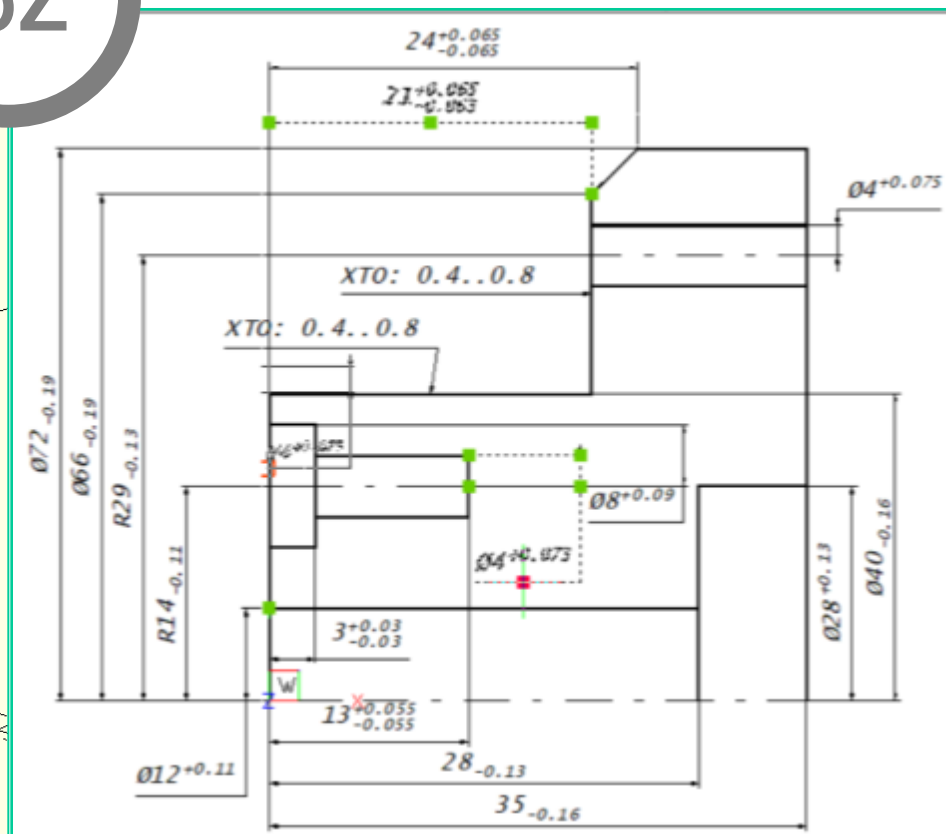 24+0.065
-0.065
21+0.065
-0.063
Ø4+0.075
XTO: 0.4..0.8
XTO: 0.4..0.8
Ø72-0.19
Ø66-0.19
R29-0.13
R14-0.11
Ø8+0.09
Ø4+0.075
Ø28+0.13
Ø40-0.16
3+0.03
-0.03
W
Z
X
13+0.055
-0.055
Ø12+0.11
28-0.13
35-0.16